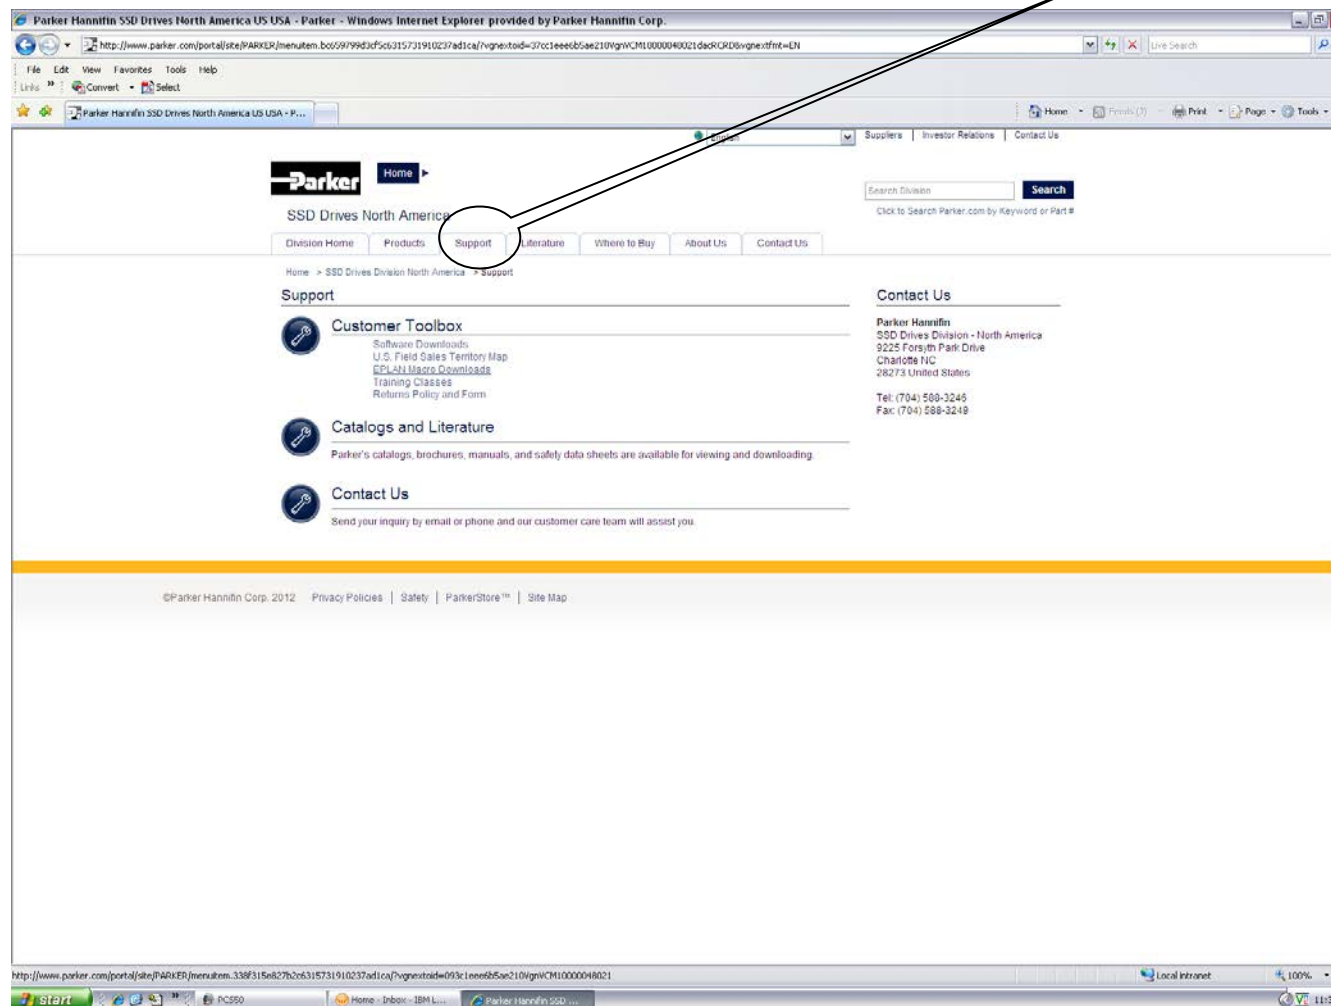 Parker Hannifin SSD Drives North America US USA - Parker - Windows Internet Explorer provided by Parker Hannifin Corp.
Live Search
File Edit View Favorites Tools Help
Links » Convert Select
Parker Hannifin SSD Drives North America US USA - P...
Home Print Page Tools
English Suppliers | Investor Relations | Contact Us
Parker Home
Search Division Search
SSD Drives North America
Click to Search Parker.com by Keyword or Part #
Division Home Products Support Literature Where to Buy About Us Contact Us
Home > SSD Drives Division North America > Support
Support
Customer Toolbox
Software Downloads
U.S. Field Sales Territory Map
EPLAN Macro Downloads
Training Classes
Returns Policy and Form
Catalogs and Literature
Parker's catalogs, brochures, manuals, and safety data sheets are available for viewing and downloading.
Contact Us
Send your inquiry by email or phone and our customer care team will assist you.
Contact Us
Parker Hannifin
SSD Drives Division - North America
9225 Forsyth Park Drive
Charlotte NC
28273 United States
Tel: (704) 588-3246
Fax: (704) 588-3249
©Parker Hannifin Corp. 2012 Privacy Policies | Safety | ParkerStore™ | Site Map
Local intranet 100%
start » PC550 Home - Inbox - IBM L... Parker Hannifin SSD ...